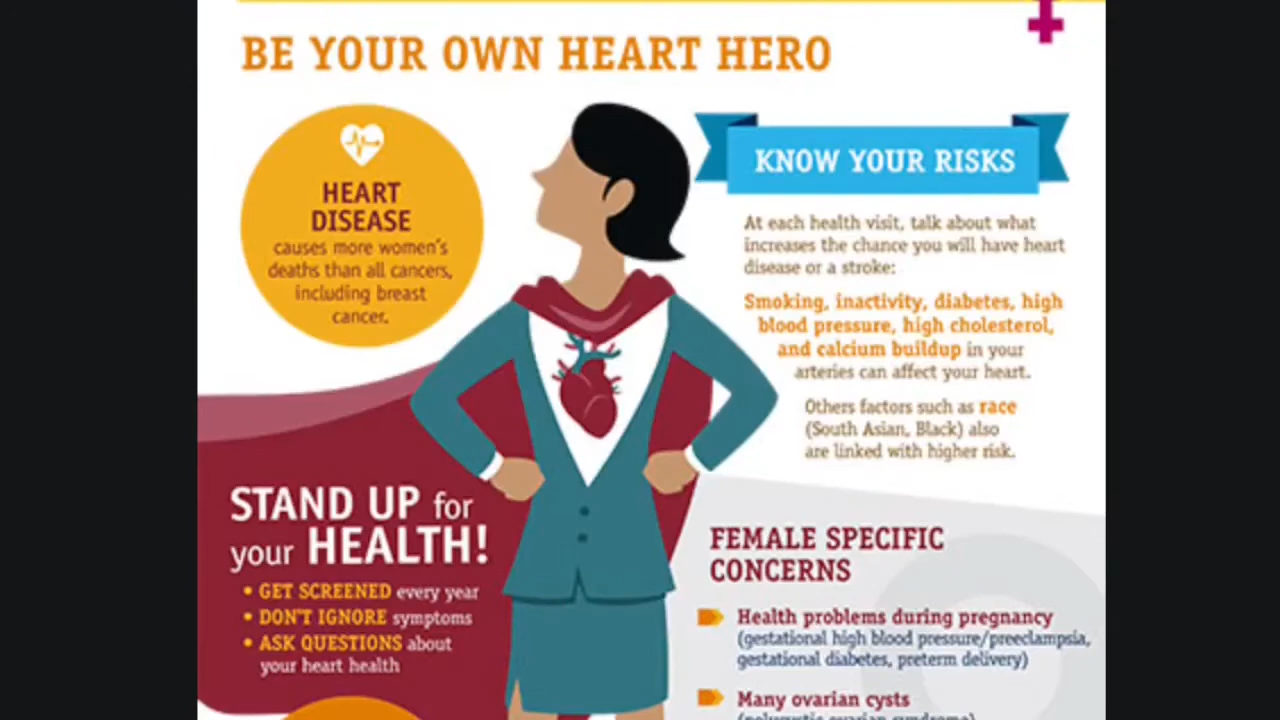 BE YOUR OWN HEART HERO
HEART
DISEASE
causes more women's
deaths than all cancers,
including breast
cancer.
KNOW YOUR RISKS
At each health visit, talk about what
increases the chance you will have heart
disease or a stroke:
Smoking, inactivity, diabetes, high
blood pressure, high cholesterol,
and calcium buildup in your
arteries can affect your heart.
Others factors such as race
(South Asian, Black) also
are linked with higher risk.
STAND UP for
your HEALTH!
• GET SCREENED every year
• DON'T IGNORE symptoms
• ASK QUESTIONS about
your heart health
FEMALE SPECIFIC
CONCERNS
Health problems during pregnancy
(gestational high blood pressure/preeclampsia,
gestational diabetes, preterm delivery)
Many ovarian cysts
(polycystic ovarian syndrome)